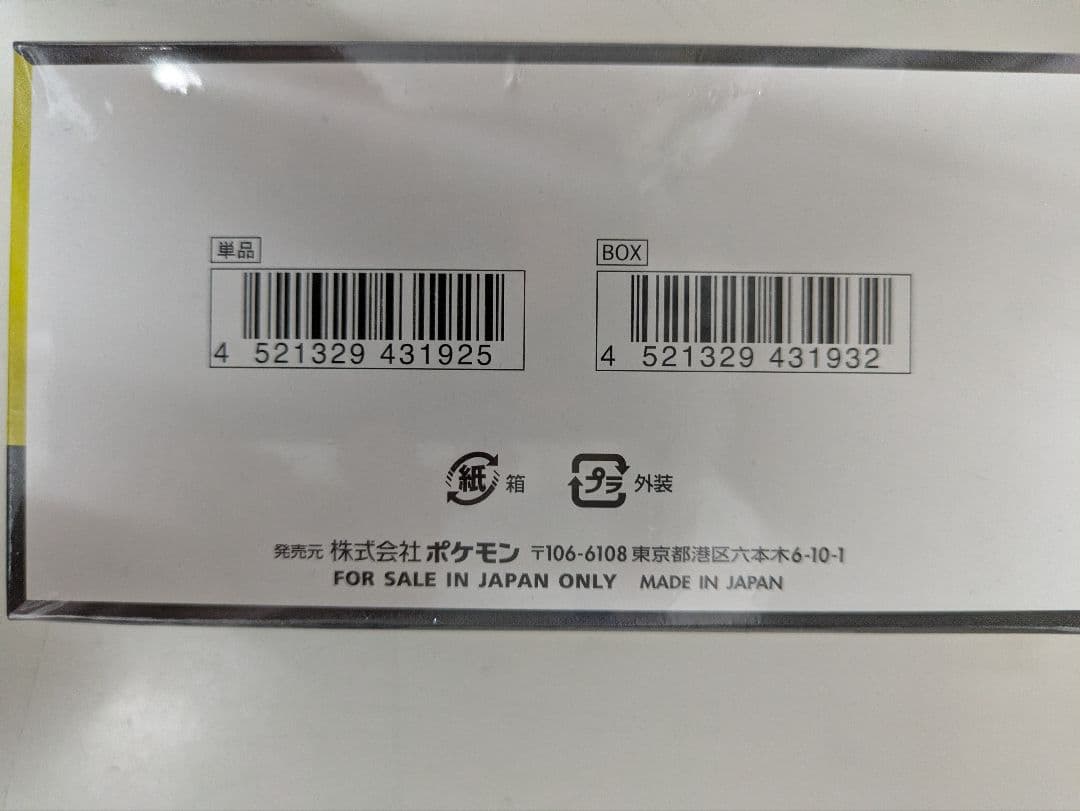 単品 BOX
4 521329 431925 4 521329 431932
紙 箱 プラ 外装
発売元 株式会社 ポケモン 〒106-6108 東京都港区六本木6-10-1
FOR SALE IN JAPAN ONLY MADE IN JAPAN